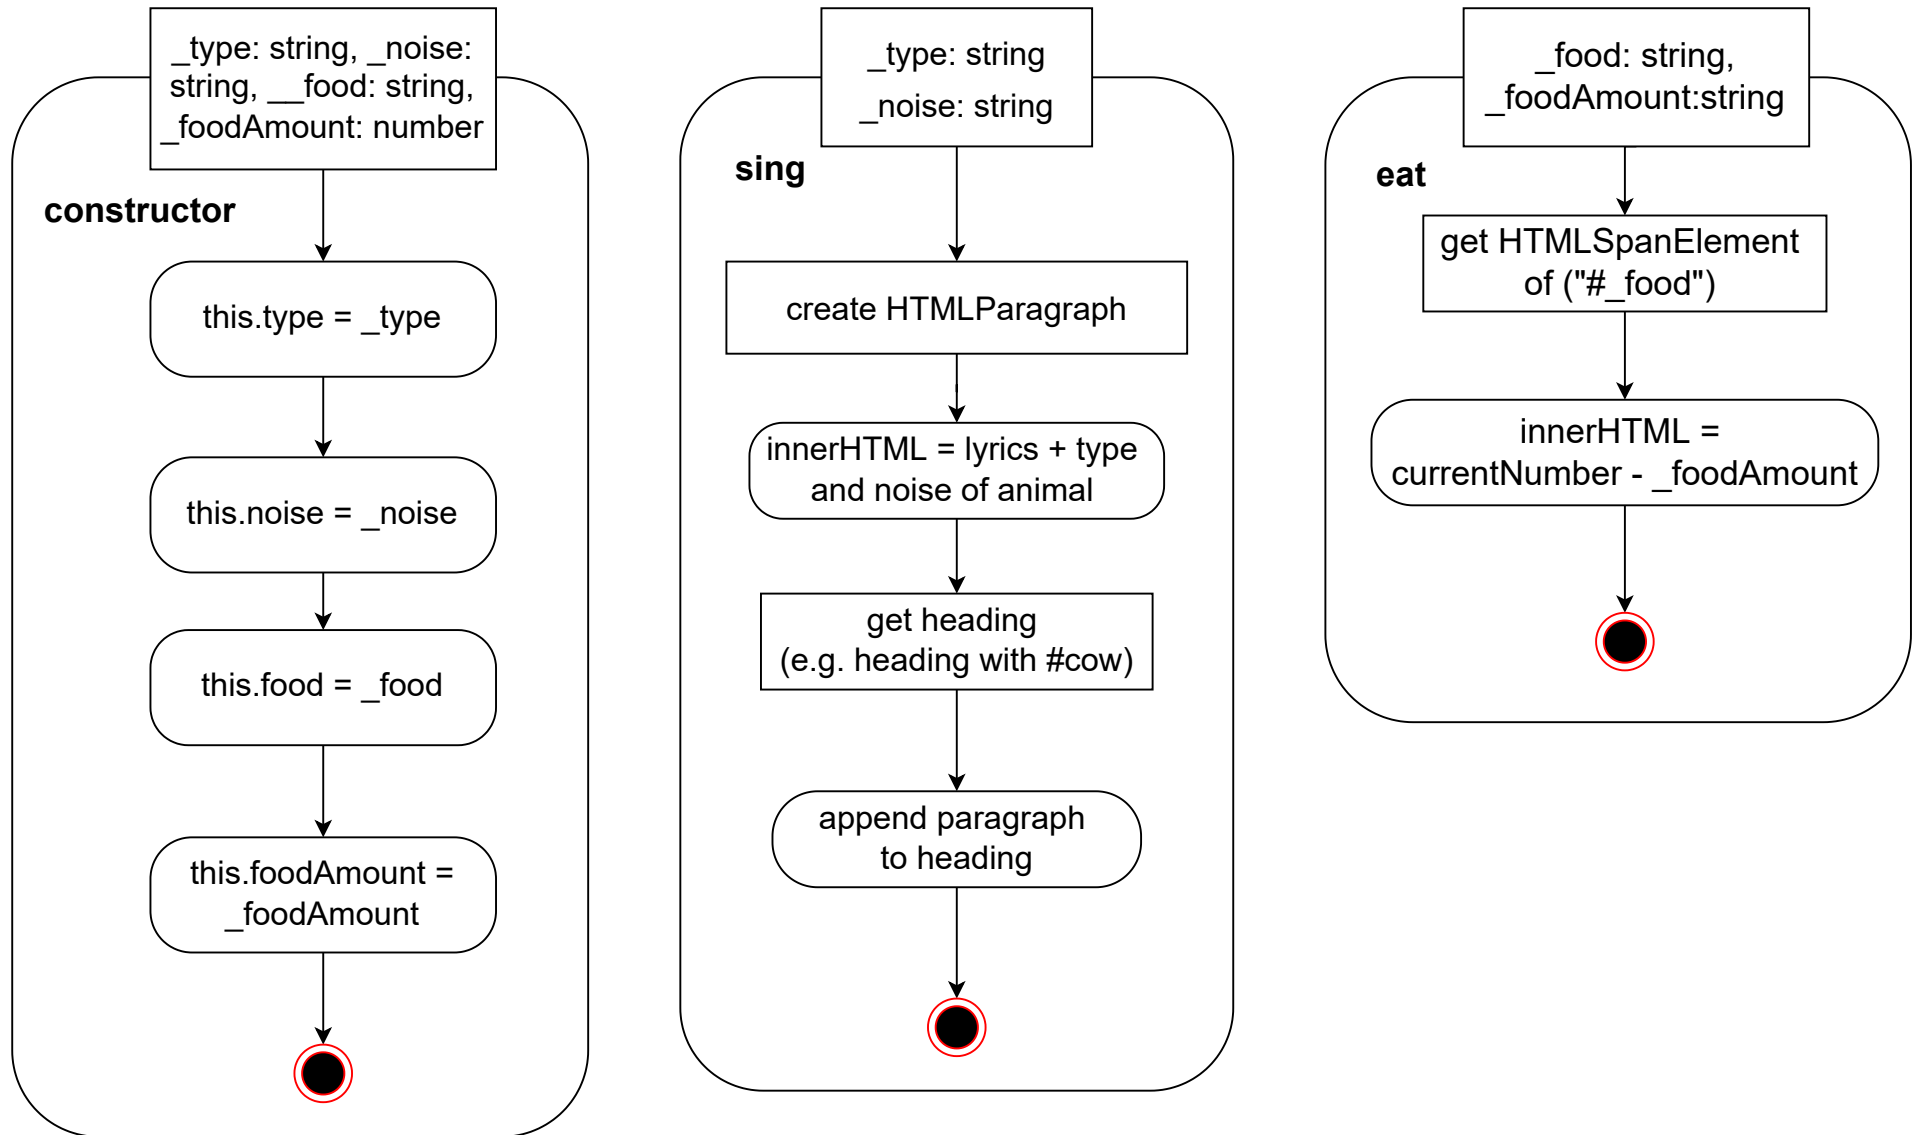 _type: string, _noise:
string, __food: string,
_foodAmount: number
constructor
this.type = _type
this.noise = _noise
this.food = _food
this.foodAmount =
_foodAmount
_type: string
_noise: string
sing
create HTMLParagraph
innerHTML = lyrics + type
and noise of animal
get heading
(e.g. heading with #cow)
append paragraph
to heading
_food: string,
_foodAmount:string
eat
get HTMLSpanElement
of ("#_food")
innerHTML =
currentNumber - _foodAmount